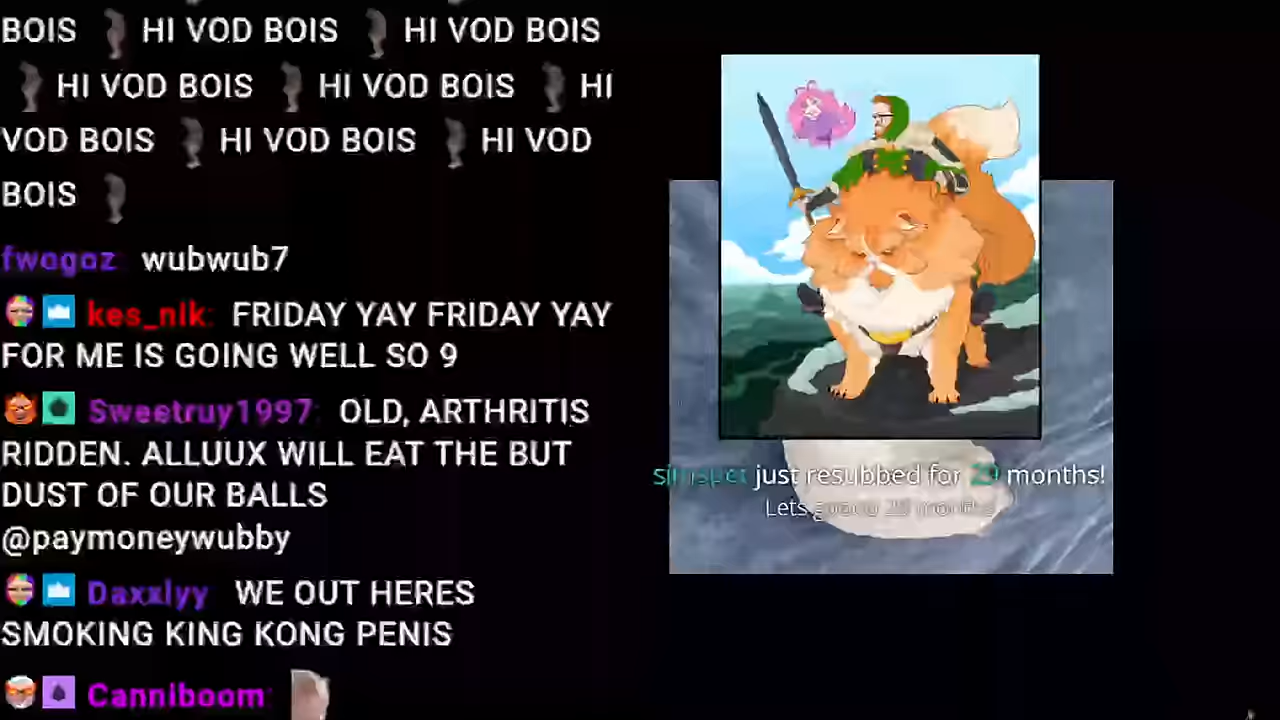 BOIS HI VOD BOIS HI VOD BOIS
HI VOD BOIS HI VOD BOIS HI
VOD BOIS HI VOD BOIS HI VOD
BOIS
fwogoz wubwub7
kes_nik: FRIDAY YAY FRIDAY YAY
FOR ME IS GOING WELL SO 9
Sweetruy1997: OLD, ARTHRITIS
RIDDEN. ALLUUX WILL EAT THE BUT
DUST OF OUR BALLS
@paymoneywubby
Daxxlyy WE OUT HERES
SMOKING KING KONG PENIS
Canniboom:
just resubbed for 29 months!
Lets